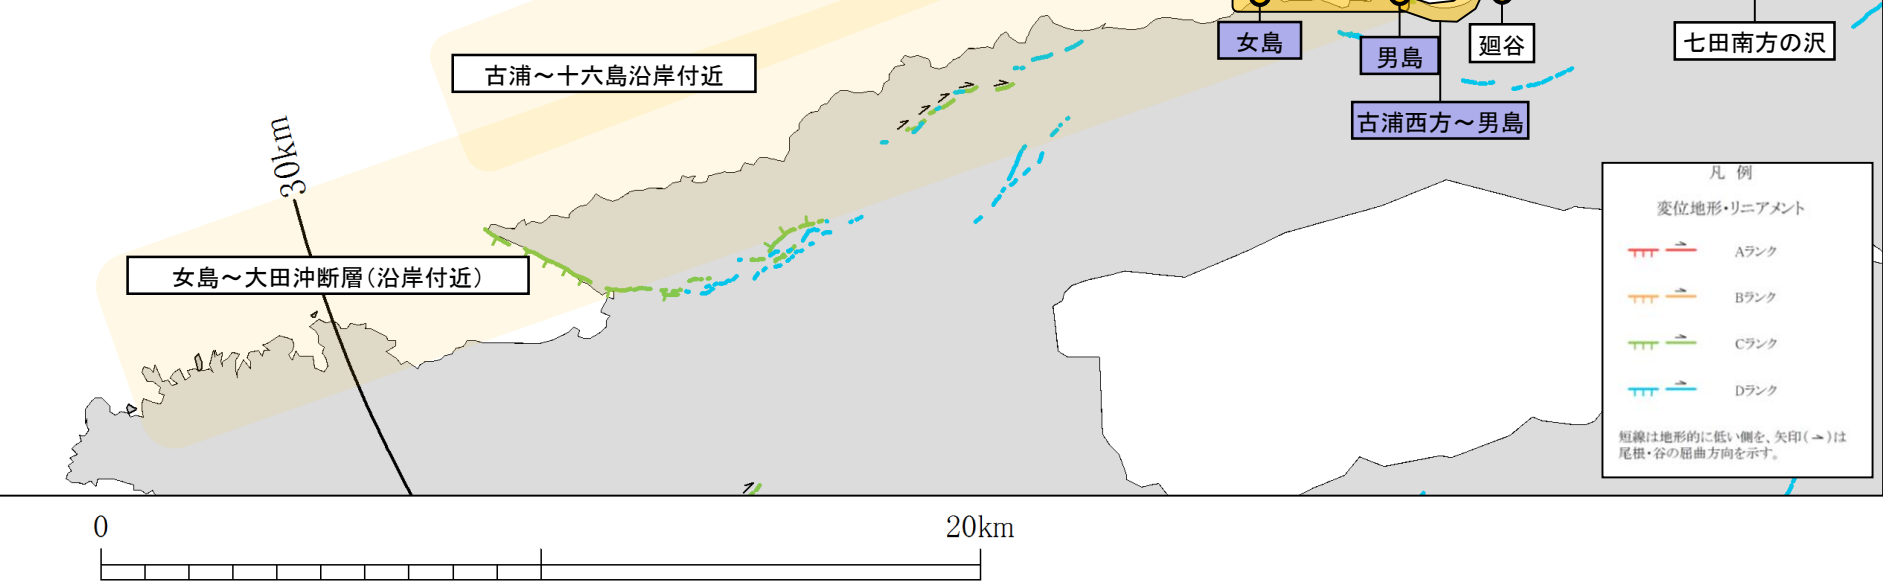 女島
男島
廻谷
七田南方の沢
古浦～十六島沿岸付近
古浦西方～男島
30km
女島～大田沖断層(沿岸付近)
凡 例
変位地形・リニアメント
Aランク
Bランク
Cランク
Dランク
短線は地形的に低い側を、矢印(⇀)は
尾根・谷の屈曲方向を示す。
0
20km